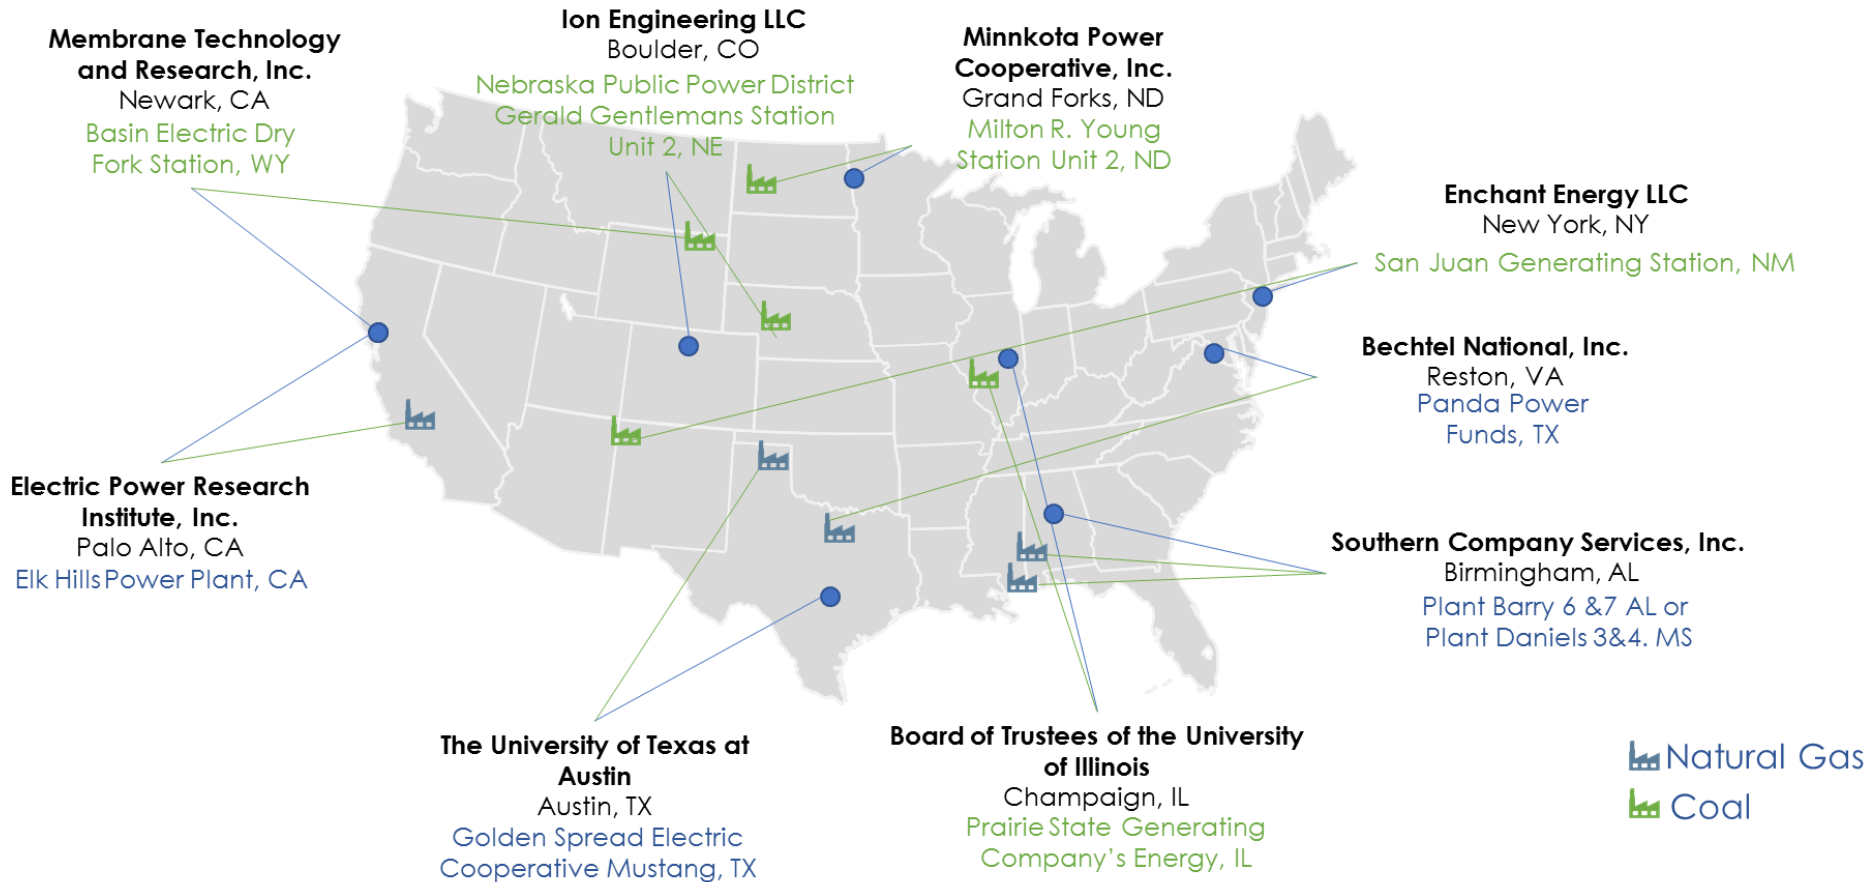 Membrane Technology
and Research, Inc.
Newark, CA
Basin Electric Dry
Fork Station, WY
Ion Engineering LLC
Boulder, CO
Nebraska Public Power District
Gerald Gentlemans Station
Unit 2, NE
Minnkota Power
Cooperative, Inc.
Grand Forks, ND
Milton R. Young
Station Unit 2, ND
Enchant Energy LLC
New York, NY
San Juan Generating Station, NM
Bechtel National, Inc.
Reston, VA
Panda Power
Funds, TX
Electric Power Research
Institute, Inc.
Palo Alto, CA
Elk Hills Power Plant, CA
Southern Company Services, Inc.
Birmingham, AL
Plant Barry 6 &7 AL or
Plant Daniels 3&4. MS
The University of Texas at
Austin
Austin, TX
Golden Spread Electric
Cooperative Mustang, TX
Board of Trustees of the University
of Illinois
Champaign, IL
Prairie State Generating
Company's Energy, IL
Natural Gas
Coal